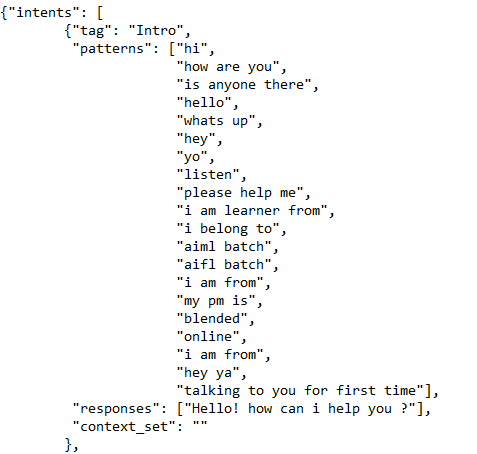 {"intents": [
        {"tag": "Intro",
         "patterns": ["hi",
                      "how are you",
                      "is anyone there",
                      "hello",
                      "whats up",
                      "hey",
                      "yo",
                      "listen",
                      "please help me",
                      "i am learner from",
                      "i belong to",
                      "aiml batch",
                      "aifl batch",
                      "i am from",
                      "my pm is",
                      "blended",
                      "online",
                      "i am from",
                      "hey ya",
                      "talking to you for first time"],
         "responses": ["Hello! how can i help you ?"],
         "context_set": ""
        },